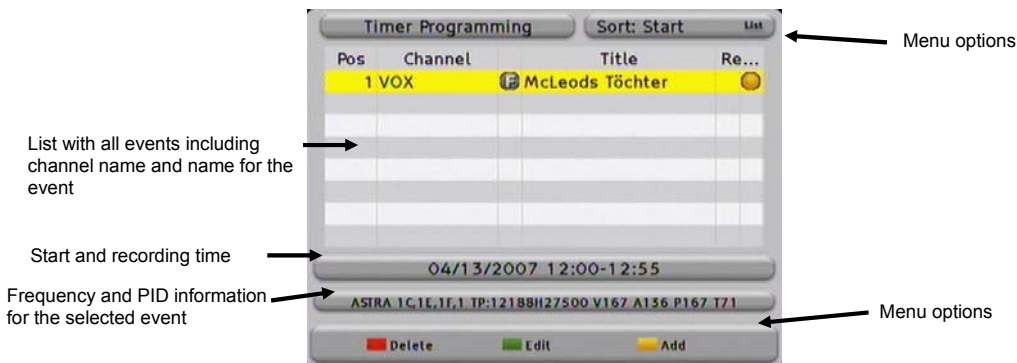 Timer Programming
Sort: Start
List
Menu options
Pos Channel Title Re...
1 VOX F McLeods Töchter
List with all events including
channel name and name for the
event
Start and recording time
04/13/2007 12:00-12:55
Frequency and PID information
for the selected event
ASTRA 1C,1E,1F,1 TP:12188H27500 V167 A136 P167 T71
Menu options
Delete Edit Add